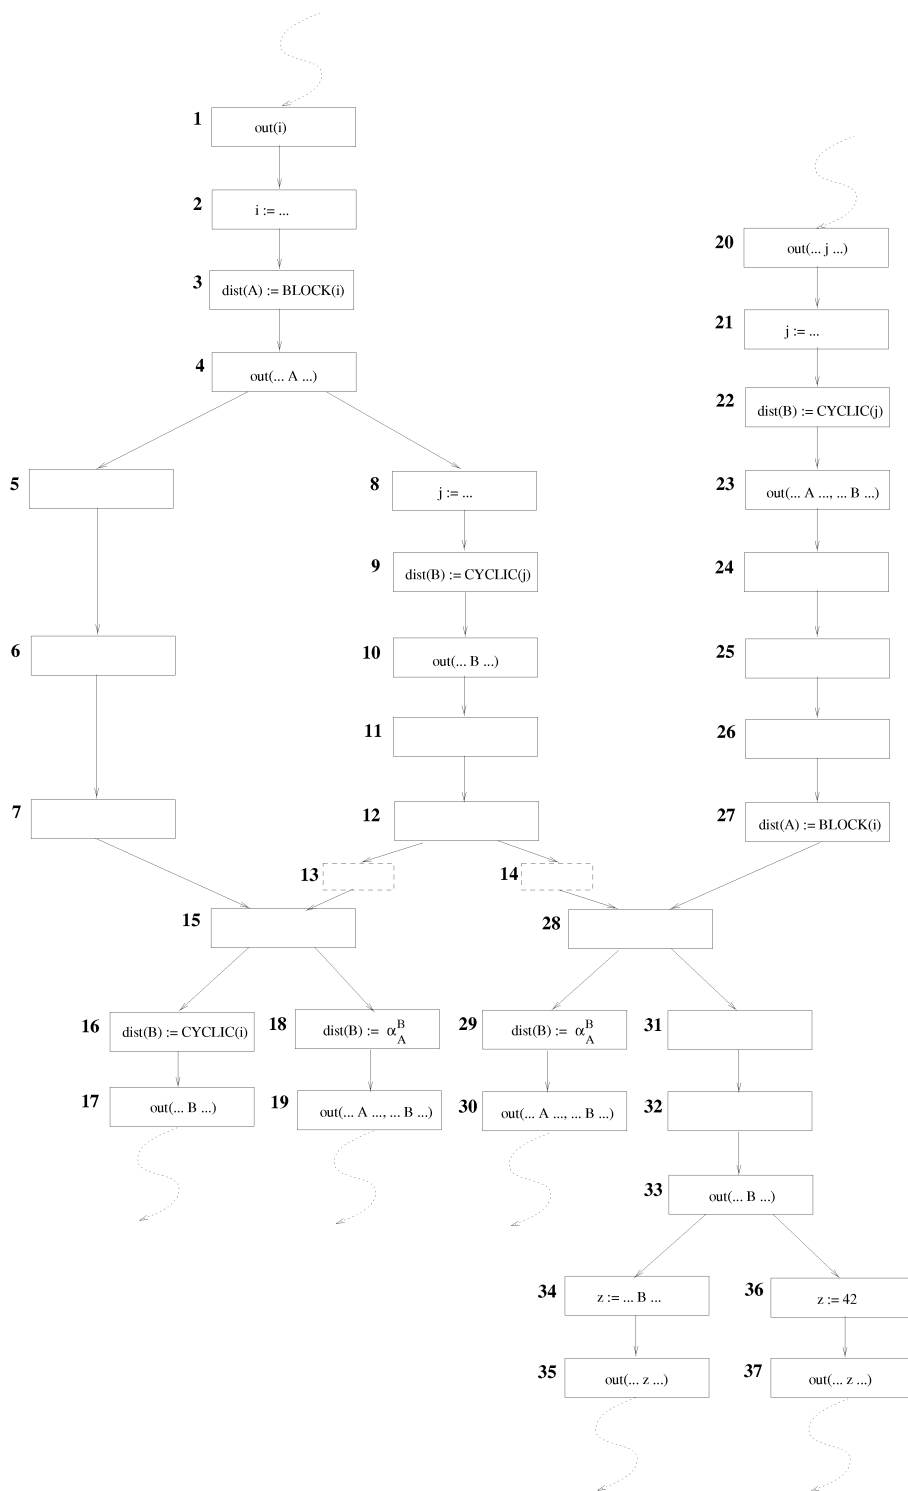 1 out(i)
2 i := ...
20 out(... j ...)
3 dist(A) := BLOCK(i)
21 j := ...
4 out(... A ...)
22 dist(B) := CYCLIC(j)
5
8 j := ...
23 out(... A ..., ... B ...)
9 dist(B) := CYCLIC(j)
24
6
10 out(... B ...)
25
11
26
7
12
27 dist(A) := BLOCK(i)
13
14
15
28
16 dist(B) := CYCLIC(i)
18 dist(B) := α B A
29 dist(B) := α B A
31
17 out(... B ...)
19 out(... A ..., ... B ...)
30 out(... A ..., ... B ...)
32
33 out(... B ...)
34 z := ... B ...
36 z := 42
35 out(... z ...)
37 out(... z ...)